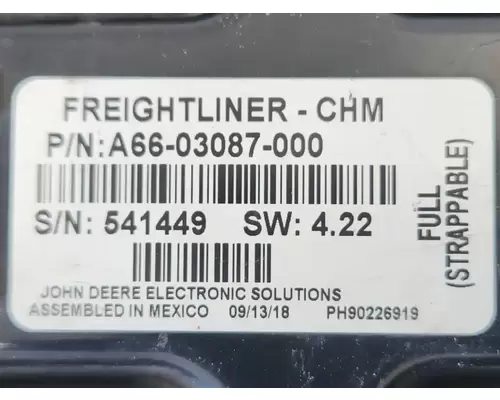 FREIGHTLINER - CHM
P/N: A66-03087-000
S/N: 541449 SW: 4.22
JOHN DEERE ELECTRONIC SOLUTIONS
ASSEMBLED IN MEXICO 09/13/18 PH90226919
FULL
(STRAPPABLE)